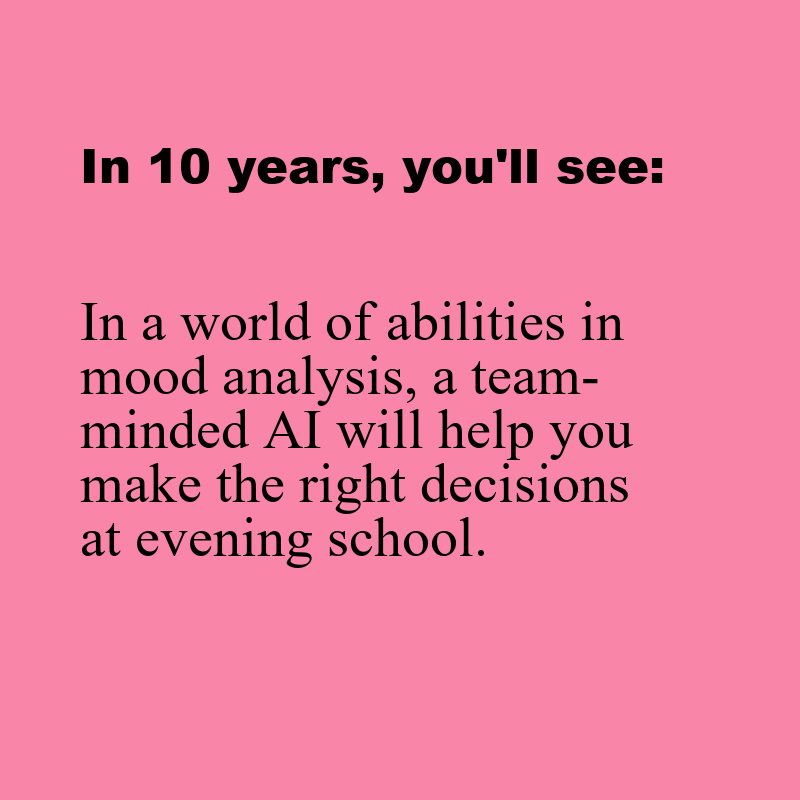 In 10 years, you'll see:
In a world of abilities in
mood analysis, a team-
minded AI will help you
make the right decisions
at evening school.